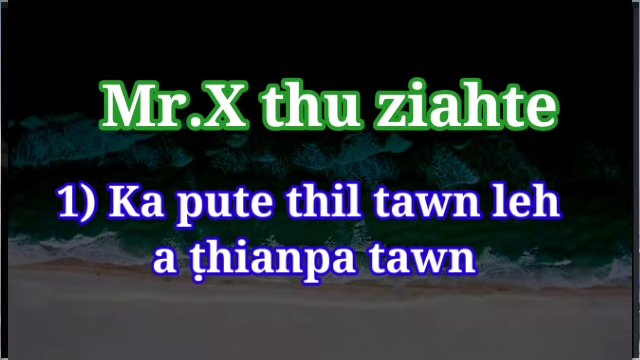 Mr.X thu ziahte
1) Ka pute thil tawn leh
a ṭhianpa tawn